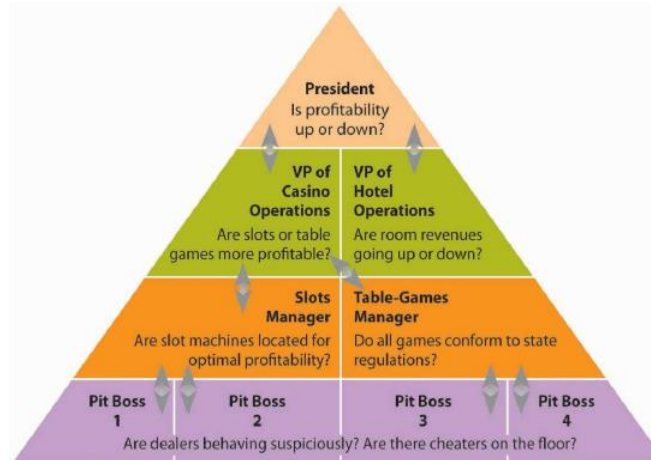 President
Is profitability
up or down?
VP of
Casino
Operations
Are slots or table
games more profitable?
VP of
Hotel
Operations
Are room revenues
going up or down?
Slots
Manager
Are slot machines located for
optimal profitability?
Table-Games
Manager
Do all games conform to state
regulations?
Pit Boss
1
Pit Boss
2
Pit Boss
3
Pit Boss
4
Are dealers behaving suspiciously? Are there cheaters on the floor?